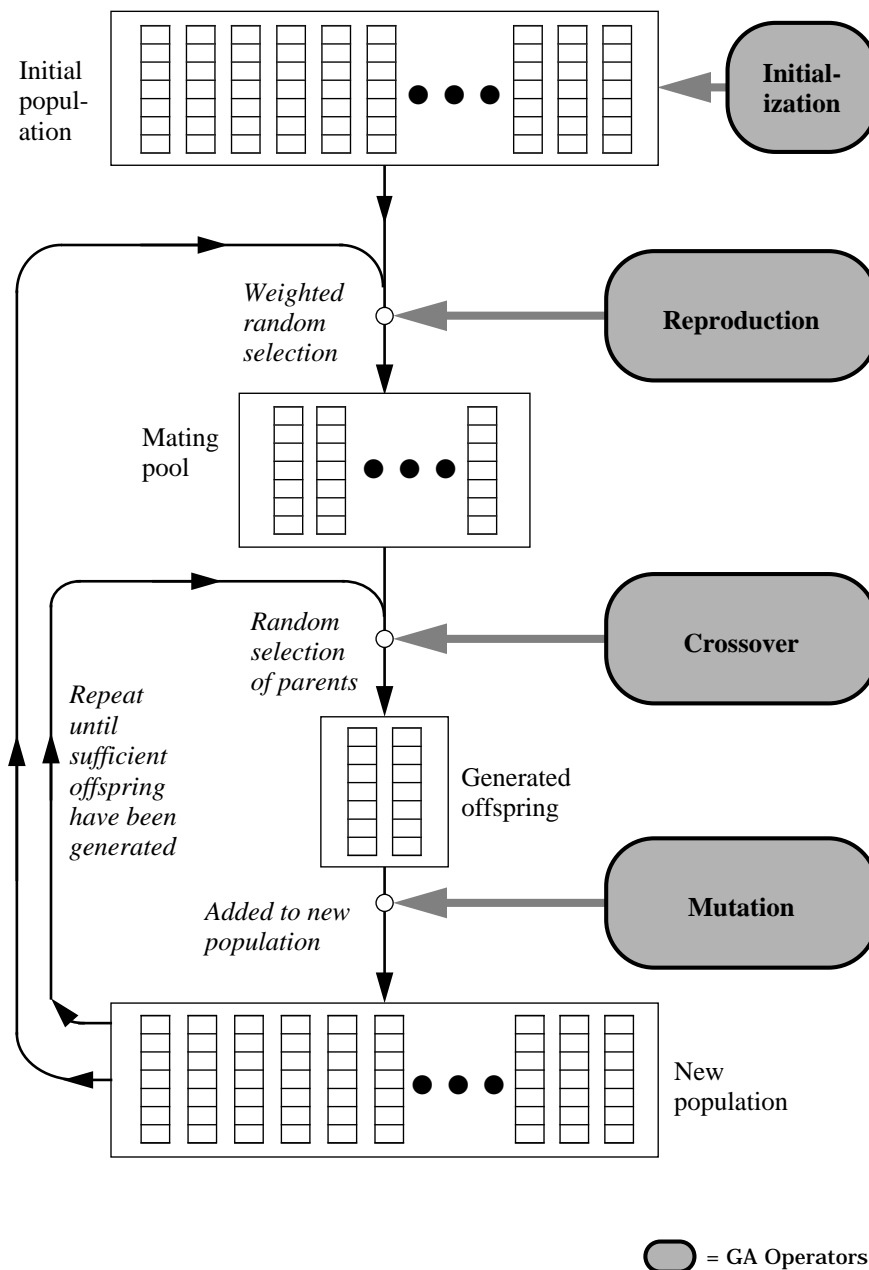 Initial
popul-
ation
Initial-
ization
Weighted
random
selection
Reproduction
Mating
pool
Random
selection
of parents
Crossover
Repeat
until
sufficient
offspring
have been
generated
Generated
offspring
Added to new
population
Mutation
New
population
= GA Operators